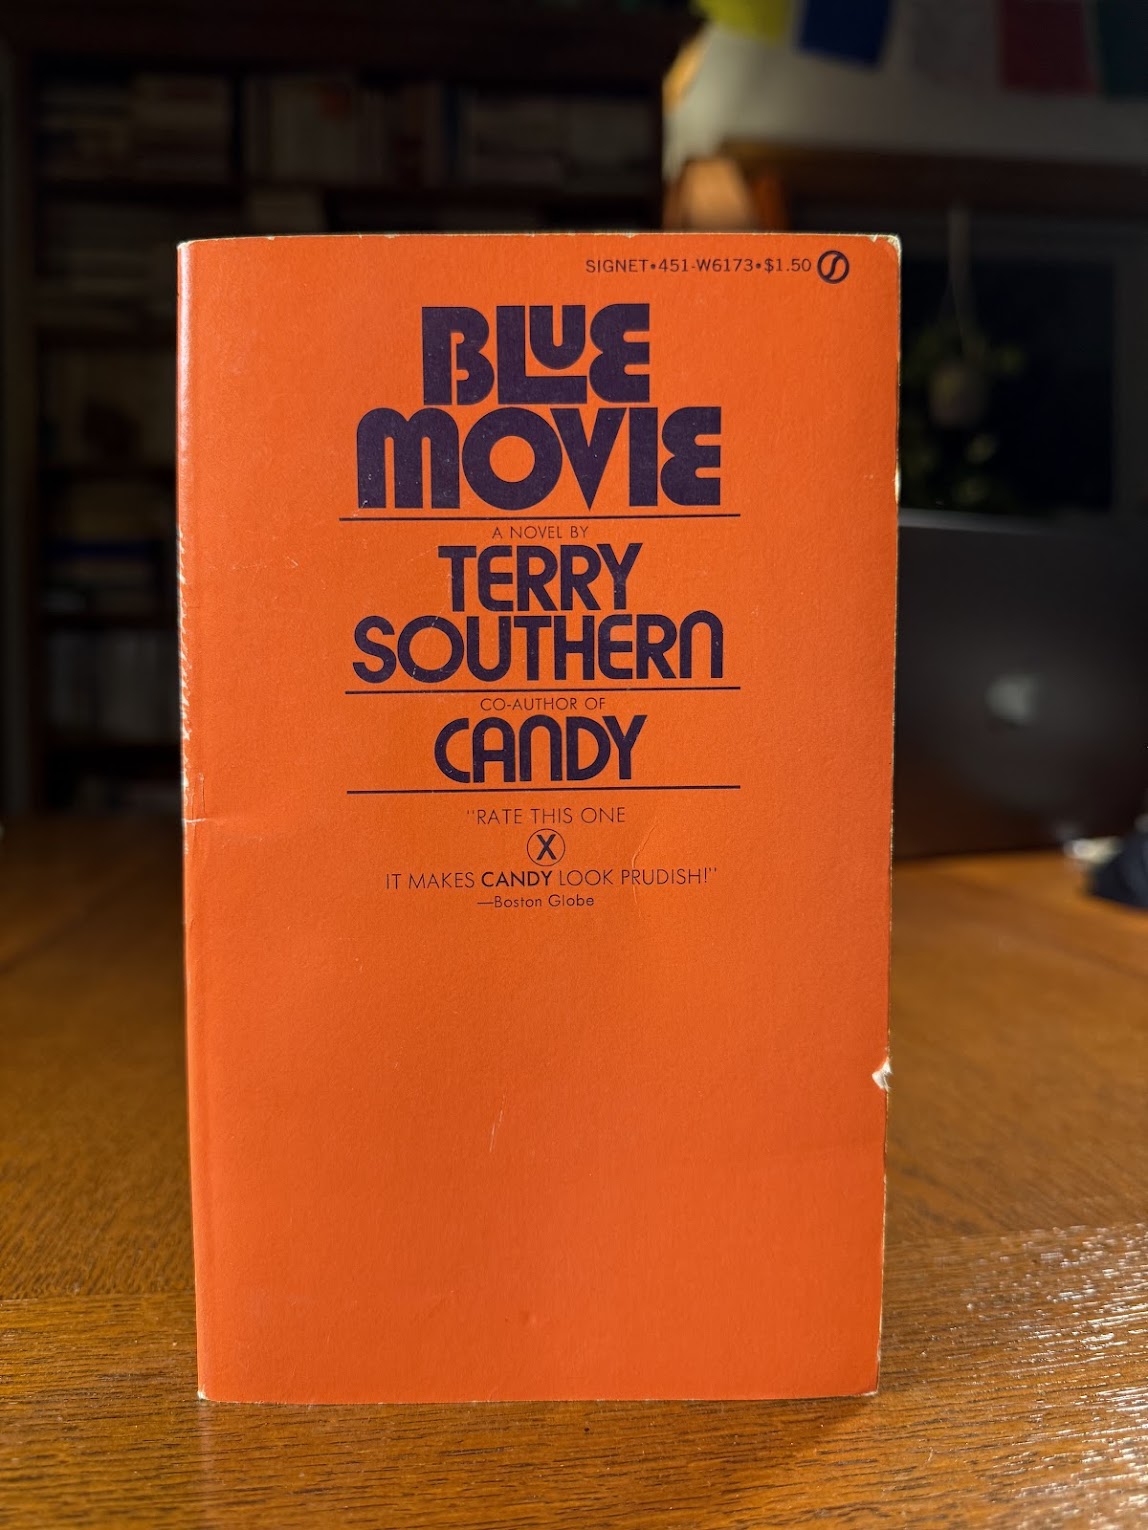 SIGNET•451-W6173•$1.50
BLUE
MOVIE
A NOVEL BY
TERRY
SOUTHERN
CO-AUTHOR OF
CANDY
"RATE THIS ONE
X
IT MAKES CANDY LOOK PRUDISH!"
—Boston Globe